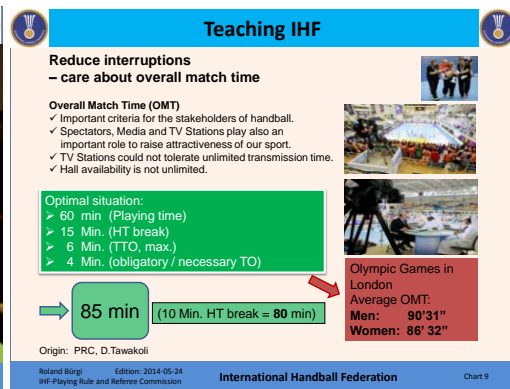 Teaching IHF
Reduce interruptions
– care about overall match time
Overall Match Time (OMT)
✓ Important criteria for the stakeholders of handball.
✓ Spectators, Media and TV Stations play also an
important role to raise attractiveness of our sport.
✓ TV Stations could not tolerate unlimited transmission time.
✓ Hall availability is not unlimited.
Optimal situation:
➢ 60 min (Playing time)
➢ 15 Min. (HT break)
➢ 6 Min. (TTO, max.)
➢ 4 Min. (obligatory / necessary TO)
85 min
(10 Min. HT break = 80 min)
Olympic Games in
London
Average OMT:
Men: 90'31”
Women: 86' 32”
Origin: PRC, D.Tawakoli
Roland Bürgi Edition: 2014-05-24
IHF-Playing Rule and Referee Commission
International Handball Federation
Chart 9